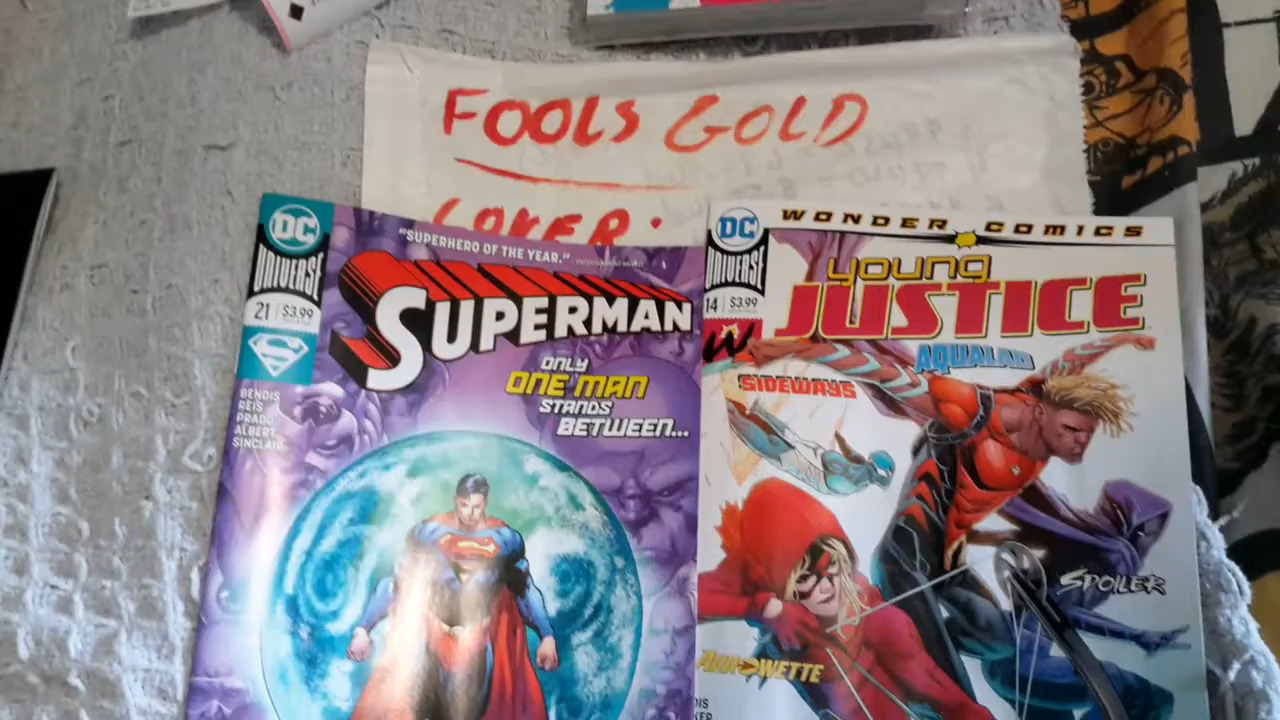 FOOLS GOLD
DC
UNIVERSE
21 $3.99
"SUPERHERO OF THE YEAR."
SUPERMAN
ONLY
ONE MAN
STANDS
BETWEEN...
BENDIS
REIS
PRADO
ALBERT
SINCLAIR
DC
UNIVERSE
14 $3.99
WONDER COMICS
young
JUSTICE
W
AQUALAD
SIDEWAYS
SPOILER
ARROWETTE